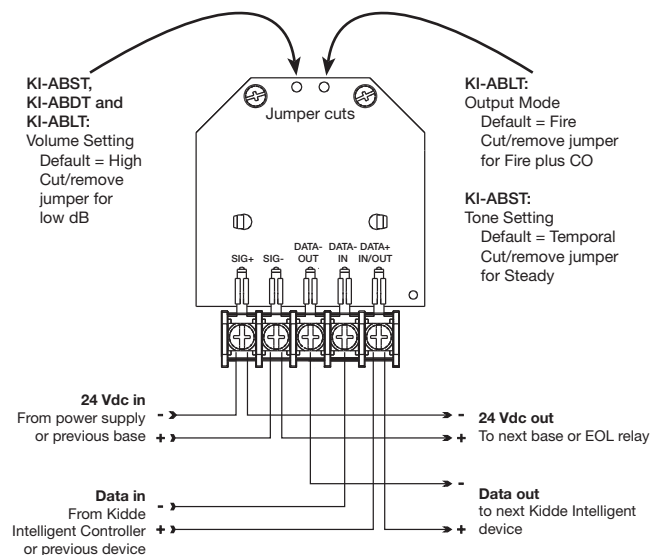 KI-ABST,
KI-ABDT and
KI-ABLT:
Volume Setting
Default = High
Cut/remove
jumper for
low dB
Jumper cuts
KI-ABLT:
Output Mode
Default = Fire
Cut/remove jumper
for Fire plus CO
KI-ABST:
Tone Setting
Default = Temporal
Cut/remove jumper
for Steady
SIG+ SIG- DATA- OUT DATA- IN DATA+ IN/OUT
24 Vdc in
From power supply -
or previous base +
- 24 Vdc out
+ To next base or EOL relay
Data in
From Kidde -
Intelligent Controller +
or previous device
-
Data out
to next Kidde Intelligent
+ device